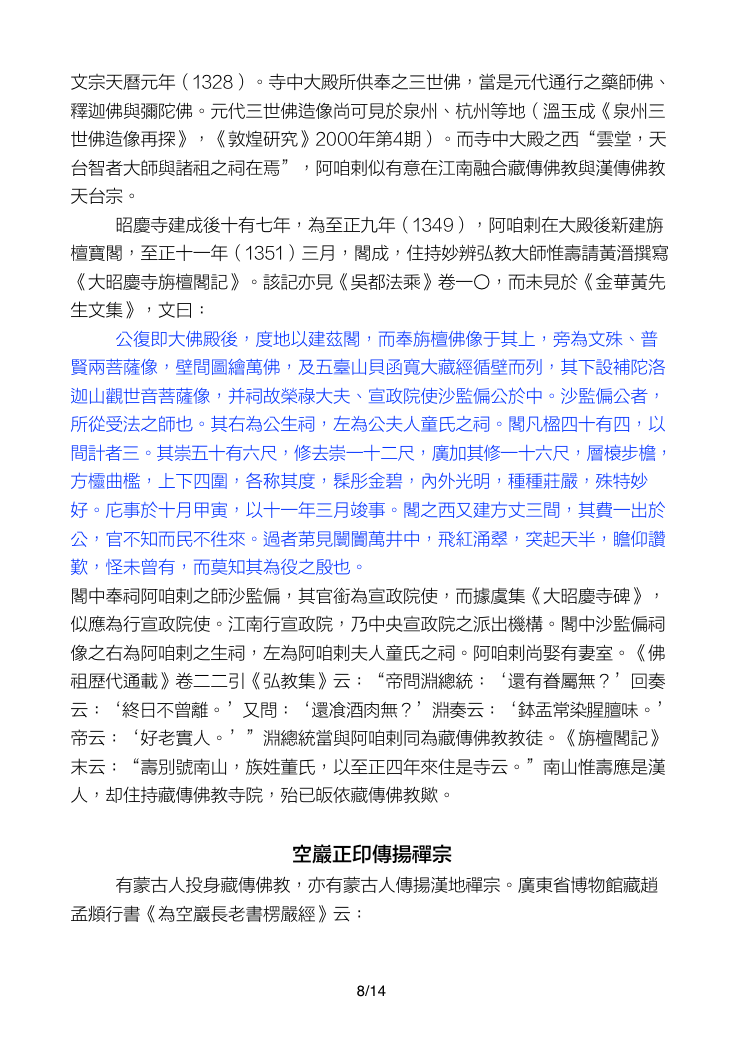 文宗天曆元年（1328）。寺中大殿所供奉之三世佛，當是元代通行之藥師佛、
釋迦佛與彌陀佛。元代三世佛造像尚可見於泉州、杭州等地（溫玉成《泉州三
世佛造像再探》，《敦煌研究》2000年第4期）。而寺中大殿之西“雲堂，天
台智者大師與諸祖之祠在焉”，阿咱剌似有意在江南融合藏傳佛教與漢傳佛教
天台宗。
昭慶寺建成後十有七年，為至正九年（1349），阿咱剌在大殿後新建旃
檀寶閣，至正十一年（1351）三月，閣成，住持妙辨弘教大師惟壽請黃溍撰寫
《大昭慶寺旃檀閣記》。該記亦見《吳都法乘》卷一〇，而未見於《金華黃先
生文集》，文曰：
公復即大佛殿後，度地以建茲閣，而奉旃檀佛像于其上，旁為文殊、普
賢兩菩薩像，壁間圖繪萬佛，及五臺山貝函寘大藏經循壁而列，其下設補陀洛
迦山觀世音菩薩像，并祠故榮祿大夫、宣政院使沙監偏公於中。沙監偏公者，
所從受法之師也。其右為公生祠，左為公夫人童氏之祠。閣凡楹四十有四，以
間計者三。其崇五十有六尺，修去崇一十二尺，廣加其修一十六尺，層榱步檐，
方櫺曲檻，上下四圍，各称其度，髹彤金碧，內外光明，種種莊嚴，殊特妙
好。庀事於十月甲寅，以十一年三月竣事。閣之西又建方丈三間，其費一出於
公，官不知而民不徃來。過者苐見闤闠萬井中，飛紅涌翠，突起天半，瞻仰讚
歎，怪未曾有，而莫知其為役之殷也。
閣中奉祠阿咱剌之師沙監偏，其官銜為宣政院使，而據虞集《大昭慶寺碑》，
似應為行宣政院使。江南行宣政院，乃中央宣政院之派出機構。閣中沙監偏祠
像之右為阿咱剌之生祠，左為阿咱剌夫人童氏之祠。阿咱剌尚娶有妻室。《佛
祖歷代通載》卷二二引《弘教集》云：“帝問淵總統：‘還有眷屬無？’回奏
云：‘終日不曾離。’又問：‘還飡酒肉無？’淵奏云：‘鉢盂常染腥膻味。’
帝云：‘好老實人。’”淵總統當與阿咱剌同為藏傳佛教教徒。《旃檀閣記》
末云：“壽別號南山，族姓董氏，以至正四年來住是寺云。”南山惟壽應是漢
人，却住持藏傳佛教寺院，殆已皈依藏傳佛教歟。
空巖正印傳揚禪宗
有蒙古人投身藏傳佛教，亦有蒙古人傳揚漢地禪宗。廣東省博物館藏趙
孟頫行書《為空巖長老書楞嚴經》云：
8/14